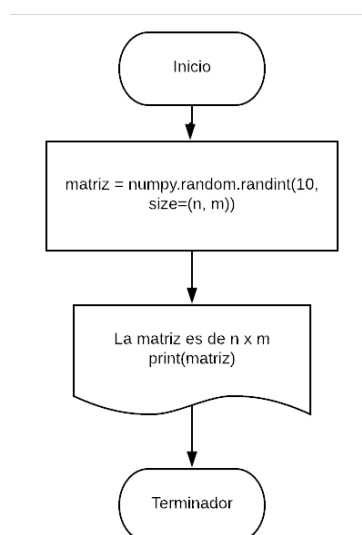 Inicio
matriz = numpy.random.randint(10,
size=(n, m))
La matriz es de n x m
print(matriz)
Terminador